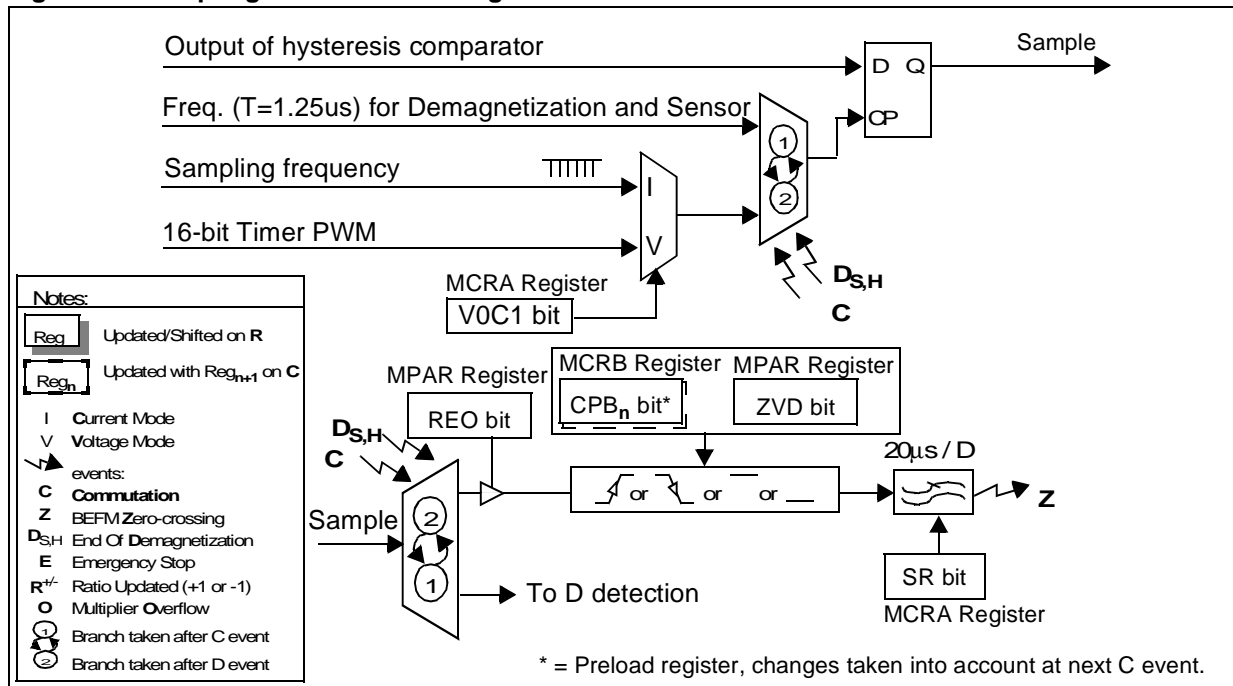 Output of hysteresis comparator
Sample
D Q
CP
Freq. (T=1.25us) for Demagnetization and Sensor
1
2
Sampling frequency
I
V
16-bit Timer PWM
DS,H
C
MCRA Register
V0C1 bit
Notes:
Reg Updated/Shifted on R
Regn Updated with Regn+1 on C
I Current Mode
V Voltage Mode
events:
C Commutation
Z BEFM Zero-crossing
DS,H End Of Demagnetization
E Emergency Stop
R+/- Ratio Updated (+1 or -1)
O Multiplier Overflow
1 Branch taken after C event
2 Branch taken after D event
MPAR Register
REO bit
MCRB Register
CPBn bit*
MPAR Register
ZVD bit
DS,H
C
Sample
2
1
or or or
20µs / D
Z
SR bit
MCRA Register
To D detection
* = Preload register, changes taken into account at next C event.